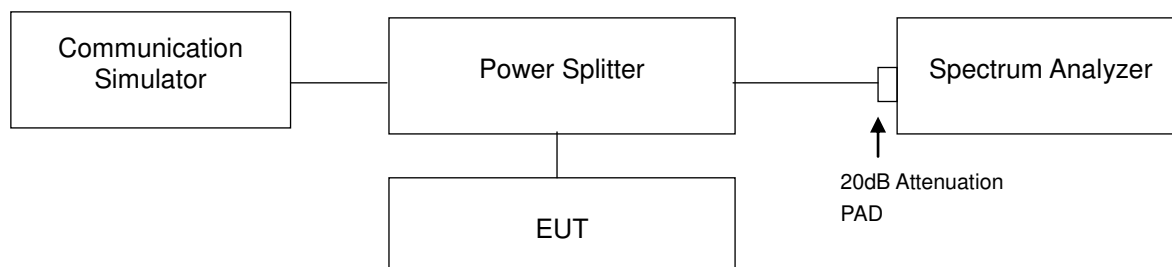 Communication
Simulator
Power Splitter
Spectrum Analyzer
20dB Attenuation
PAD
EUT